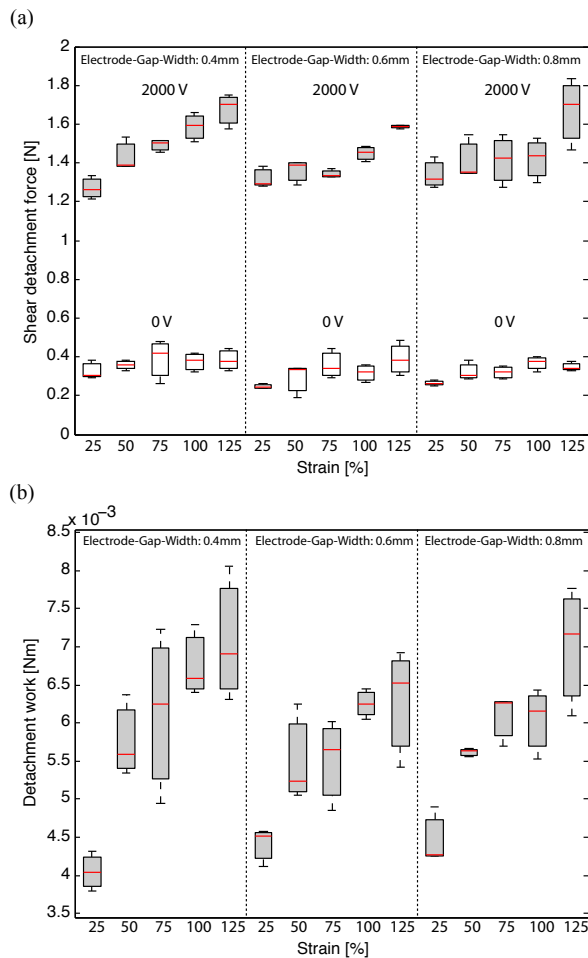 (a)
2
Electrode-Gap-Width: 0.4mm Electrode-Gap-Width: 0.6mm Electrode-Gap-Width: 0.8mm
2000 V 2000 V 2000 V
1.8
1.6
1.4
1.2
1
0.8
0.6
0.4
0.2
0
Shear detachment force [N]
0 V 0 V 0 V
25 50 75 100 125 25 50 75 100 125 25 50 75 100 125
Strain [%]
(b)
x 10⁻³
8.5
Electrode-Gap-Width: 0.4mm Electrode-Gap-Width: 0.6mm Electrode-Gap-Width: 0.8mm
8
7.5
7
6.5
6
5.5
5
4.5
4
3.5
Detachment work [Nm]
25 50 75 100 125 25 50 75 100 125 25 50 75 100 125
Strain [%]